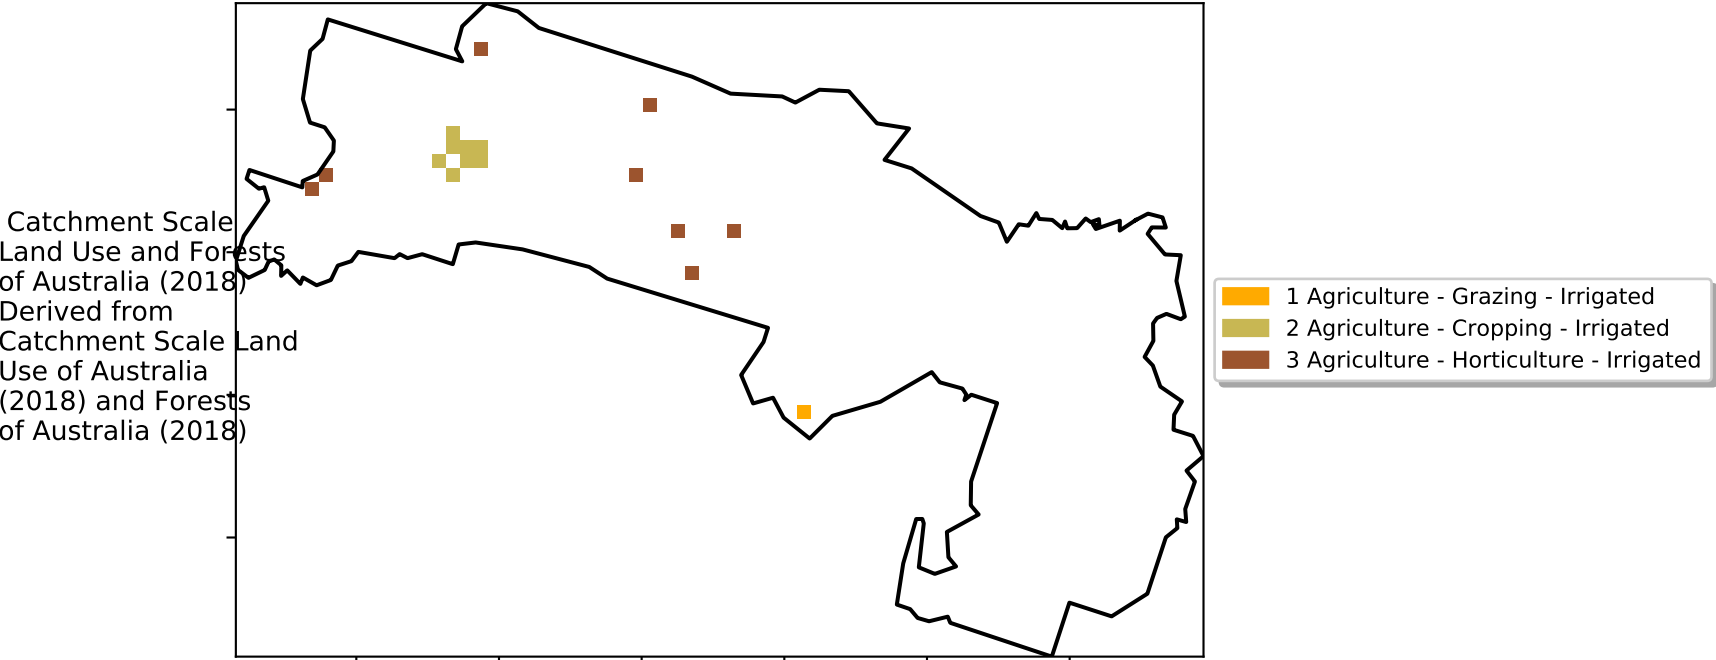 Catchment Scale
Land Use and Forests
of Australia (2018)
Derived from
Catchment Scale Land
Use of Australia
(2018) and Forests
of Australia (2018)
1 Agriculture - Grazing - Irrigated
2 Agriculture - Cropping - Irrigated
3 Agriculture - Horticulture - Irrigated